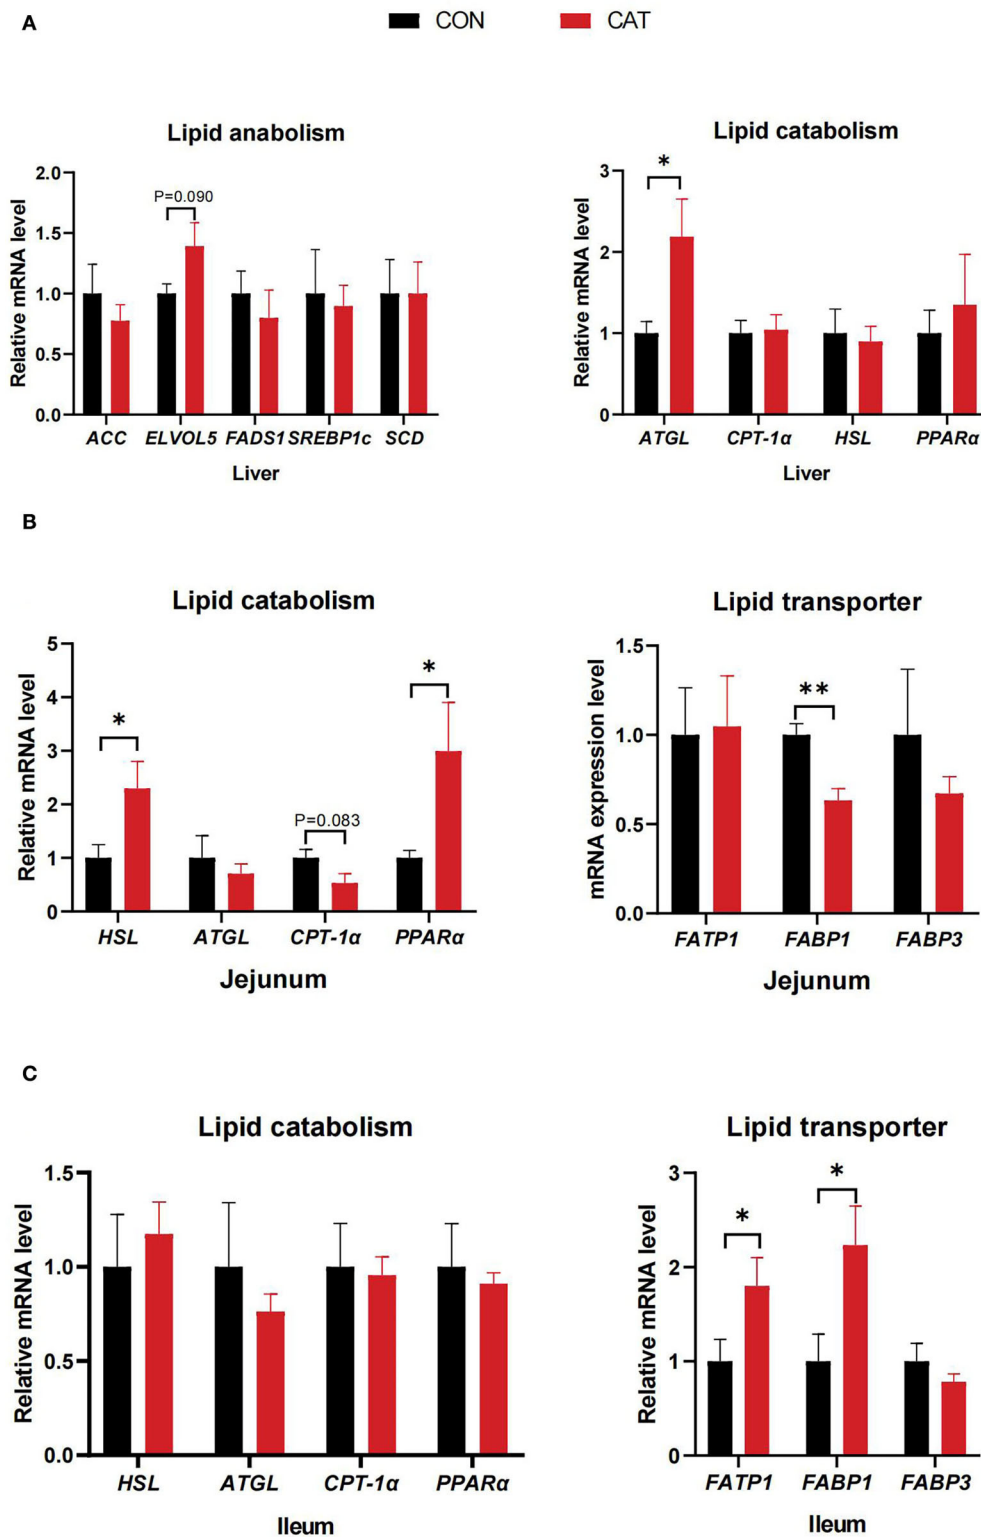 A
CON CAT
Lipid anabolism
Relative mRNA level
2.0
1.5
1.0
0.5
0.0
P=0.090
ACC ELVOL5 FADS1 SREBP1c SCD
Liver
Lipid catabolism
Relative mRNA level
3
2
1
0
*
ATGL CPT-1α HSL PPARα
Liver
B
Lipid catabolism
Relative mRNA level
5
4
3
2
1
0
*
P=0.083
*
HSL ATGL CPT-1α PPARα
Jejunum
Lipid transporter
mRNA expression level
1.5
1.0
0.5
0.0
**
FATP1 FABP1 FABP3
Jejunum
C
Lipid catabolism
Relative mRNA level
1.5
1.0
0.5
0.0
HSL ATGL CPT-1α PPARα
Ileum
Lipid transporter
Relative mRNA level
3
2
1
0
*
*
FATP1 FABP1 FABP3
Ileum